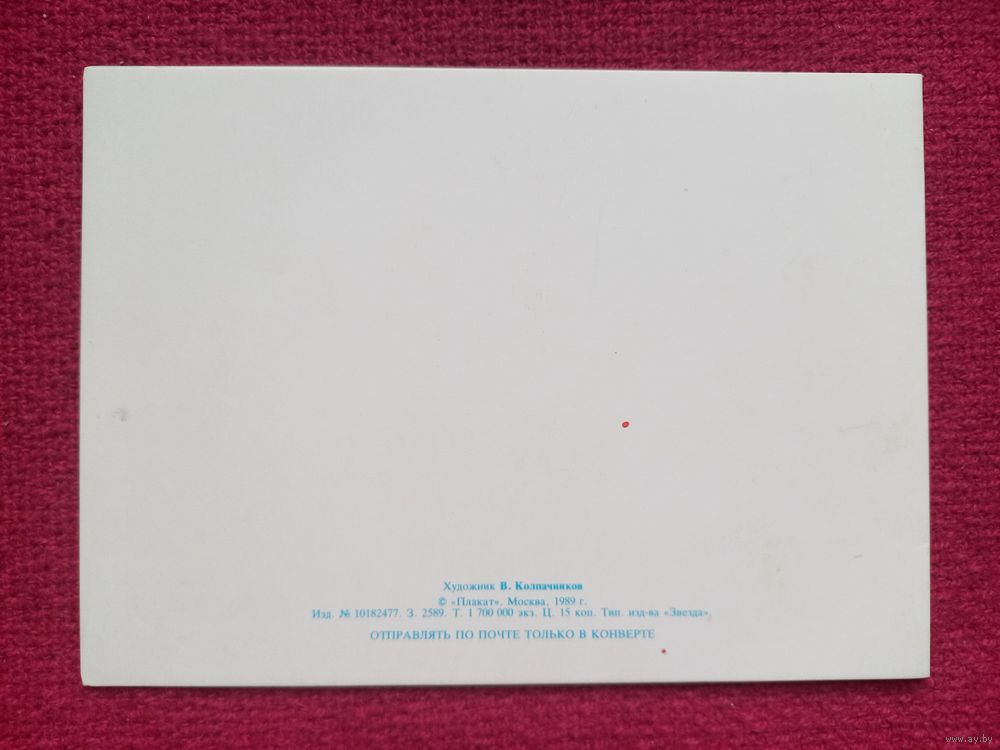 Художник В. Колпачников
© «Плакат». Москва, 1989 г.
Изд. № 10182477. З. 2589. Т. 1 700 000 экз. Ц. 15 коп. Тип. изд-ва «Звезда».
ОТПРАВЛЯТЬ ПО ПОЧТЕ ТОЛЬКО В КОНВЕРТЕ
www.ay.by